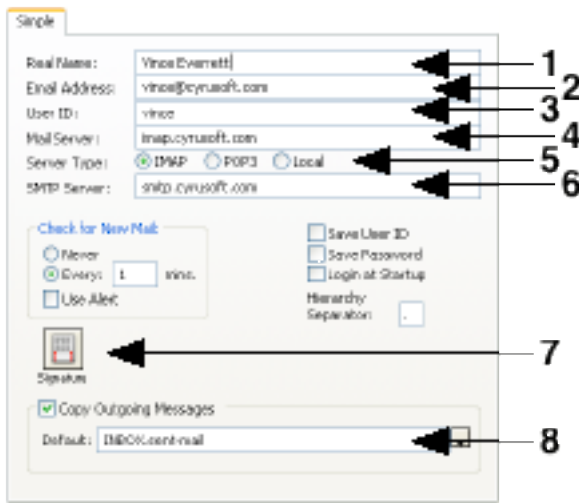 Simple
Real Name: Vince Everrett 1
Email Address: vince@cyrusoft.com 2
User ID: vince 3
Mail Server: imap.cyrusoft.com 4
Server Type: IMAP POP3 Local 5
SMTP Server: smtp.cyrusoft.com 6
Check for New Mail:
Never
Every: 1 mins.
Use Alert
Save User ID
Save Password
Login at Startup
Hierarchy
Separator: .
Signature 7
Copy Outgoing Messages
Default: INBOX.sent-mail 8